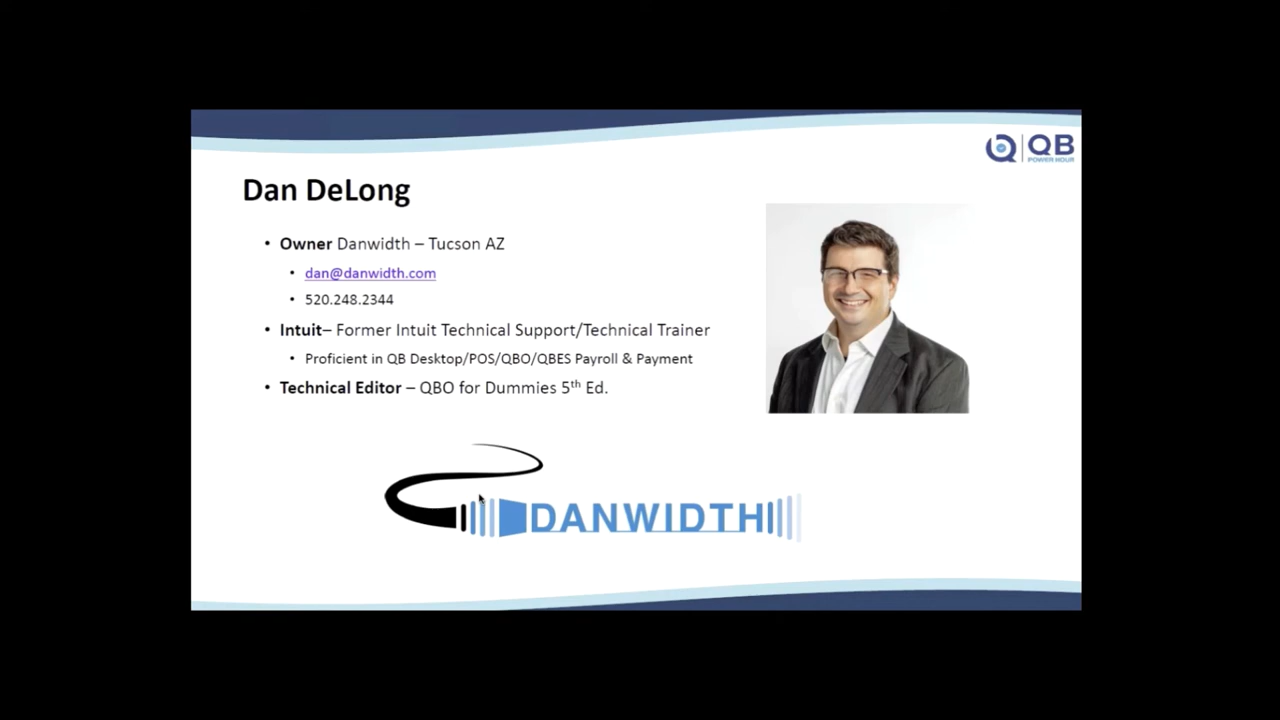 QB
POWER HOUR
Dan DeLong
• Owner Danwidth – Tucson AZ
• dan@danwidth.com
• 520.248.2344
• Intuit– Former Intuit Technical Support/Technical Trainer
• Proficient in QB Desktop/POS/QBO/QBES Payroll & Payment
• Technical Editor – QBO for Dummies 5th Ed.
DANWIDTH